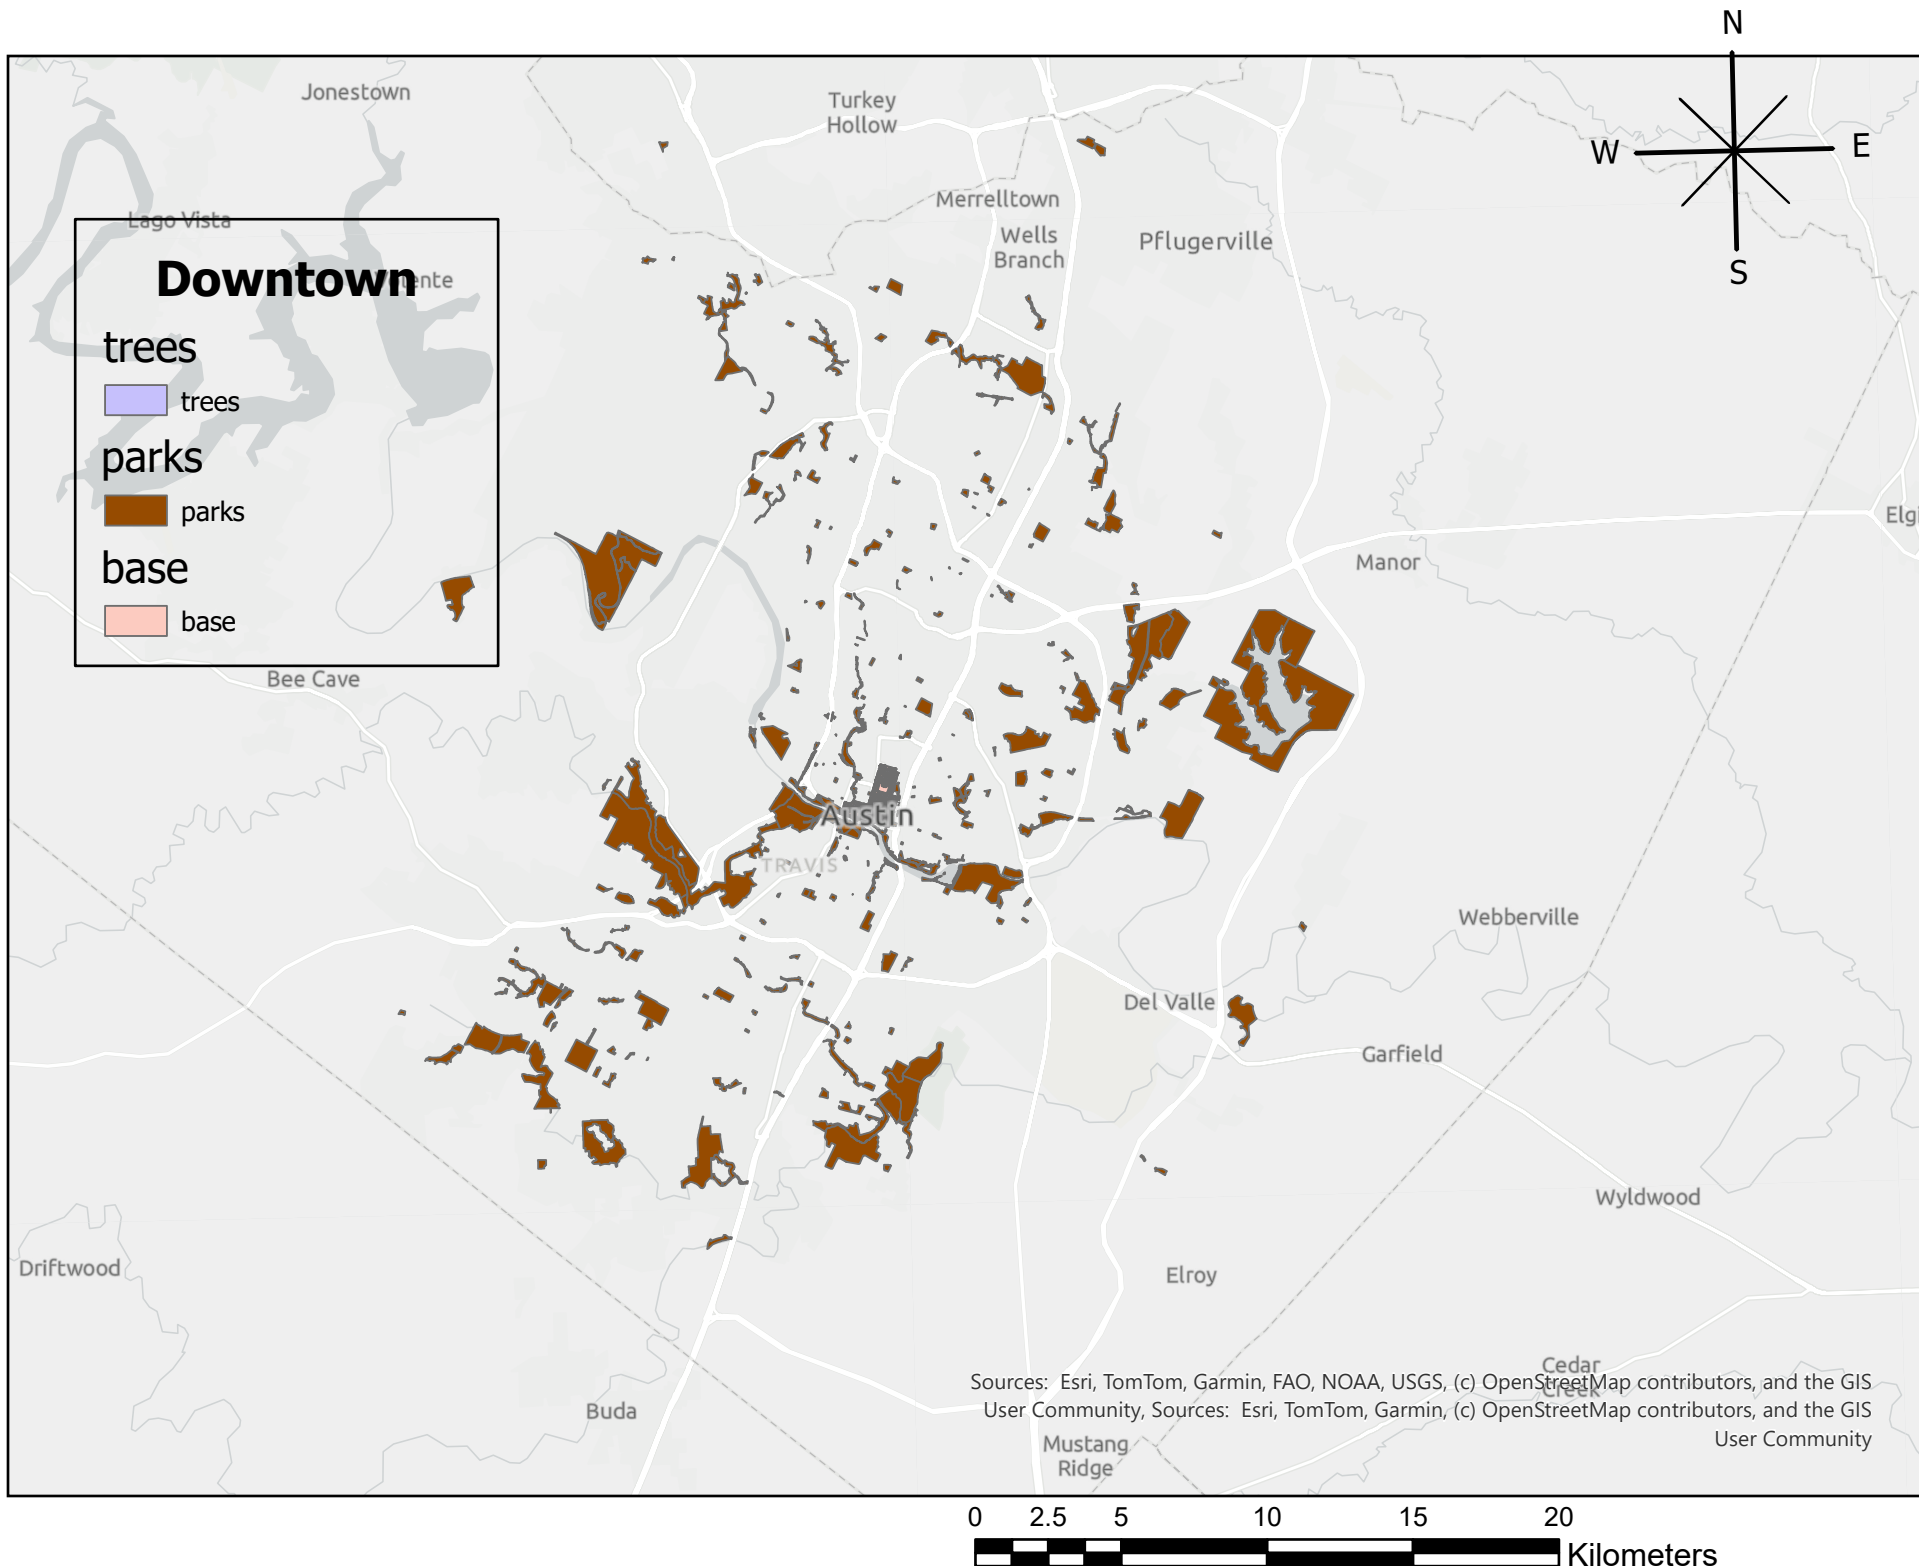 N
Jonestown
Turkey
Hollow
W
E
Merrelltown
Lago Vista
Wells
Branch
Pflugerville
S
Downtown
trees
trees
parks
parks
base
base
Elgi
Manor
Bee Cave
Austin
TRAVIS
Webberville
Del Valle
Garfield
Wyldwood
Driftwood
Elroy
Cedar
Creek
Sources: Esri, TomTom, Garmin, FAO, NOAA, USGS, (c) OpenStreetMap contributors, and the GIS
User Community, Sources: Esri, TomTom, Garmin, (c) OpenStreetMap contributors, and the GIS
User Community
Buda
Mustang
Ridge
0 2.5 5 10 15 20
Kilometers